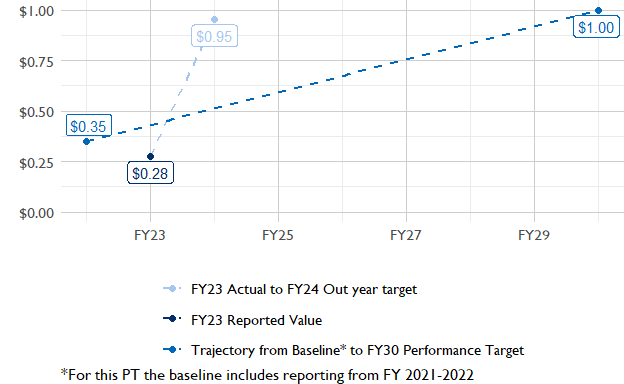 $1.00
$0.95
$1.00
$0.75
$0.50
$0.35
$0.25
$0.28
$0.00
FY23 FY25 FY27 FY29
FY23 Actual to FY24 Out year target
FY23 Reported Value
Trajectory from Baseline* to FY30 Performance Target
*For this PT the baseline includes reporting from FY 2021-2022